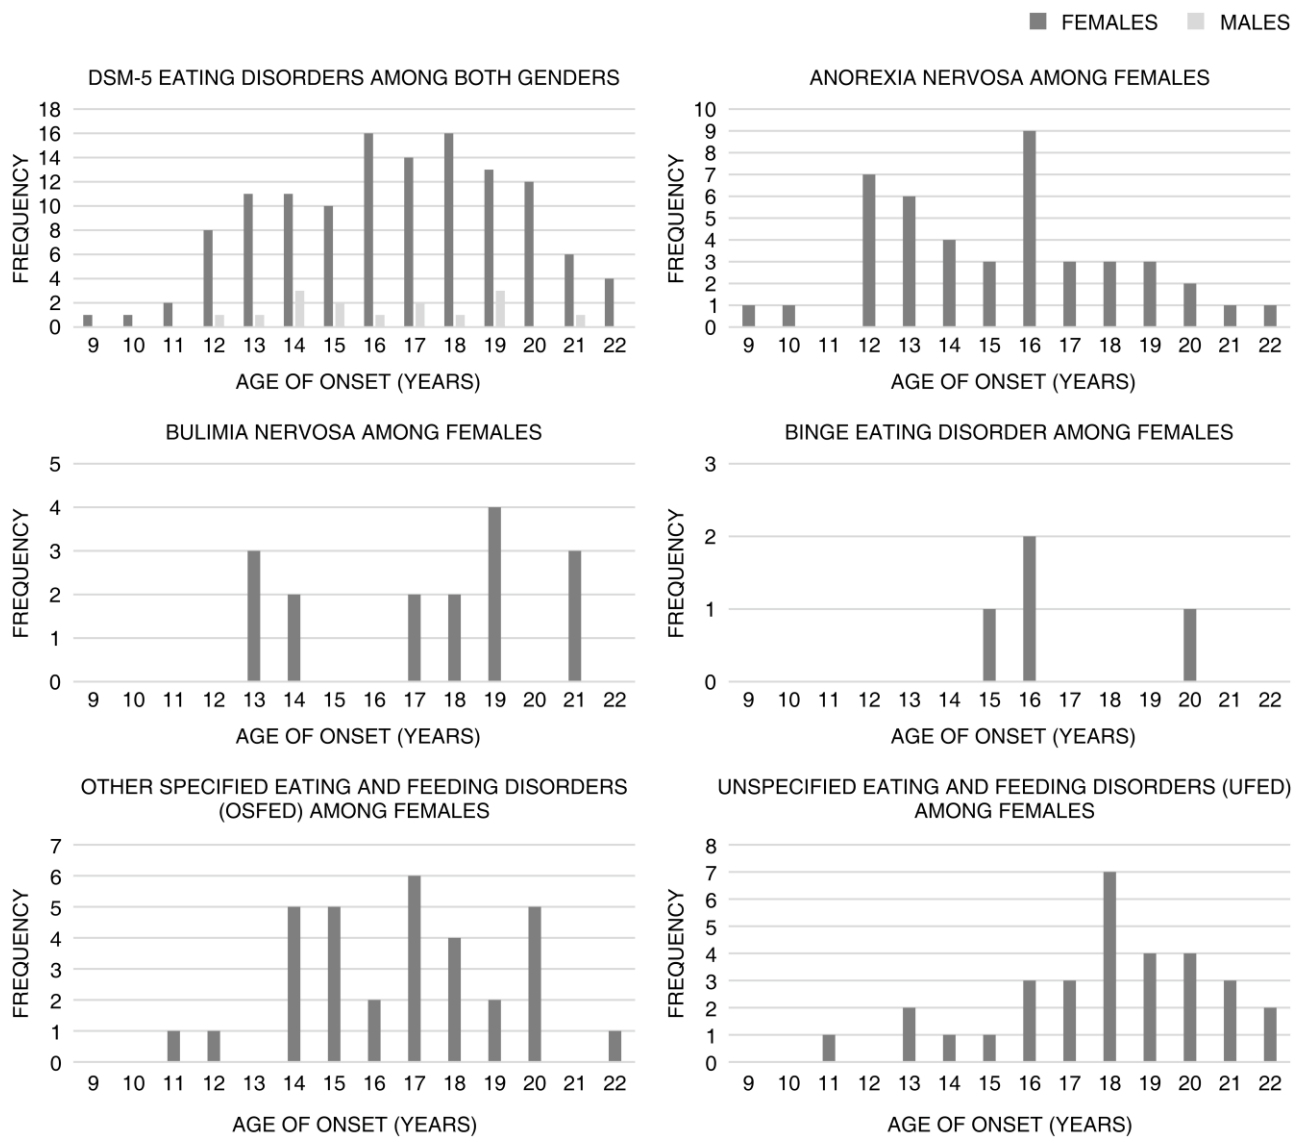 FEMALES MALES
DSM-5 EATING DISORDERS AMONG BOTH GENDERS
18
16
14
12
10
8
6
4
2
0
FREQUENCY
9 10 11 12 13 14 15 16 17 18 19 20 21 22
AGE OF ONSET (YEARS)
ANOREXIA NERVOSA AMONG FEMALES
10
9
8
7
6
5
4
3
2
1
0
FREQUENCY
9 10 11 12 13 14 15 16 17 18 19 20 21 22
AGE OF ONSET (YEARS)
BULIMIA NERVOSA AMONG FEMALES
5
4
3
2
1
0
FREQUENCY
9 10 11 12 13 14 15 16 17 18 19 20 21 22
AGE OF ONSET (YEARS)
BINGE EATING DISORDER AMONG FEMALES
3
2
1
0
FREQUENCY
9 10 11 12 13 14 15 16 17 18 19 20 21 22
AGE OF ONSET (YEARS)
OTHER SPECIFIED EATING AND FEEDING DISORDERS
(OSFED) AMONG FEMALES
7
6
5
4
3
2
1
0
FREQUENCY
9 10 11 12 13 14 15 16 17 18 19 20 21 22
AGE OF ONSET (YEARS)
UNSPECIFIED EATING AND FEEDING DISORDERS (UFED)
AMONG FEMALES
8
7
6
5
4
3
2
1
0
FREQUENCY
9 10 11 12 13 14 15 16 17 18 19 20 21 22
AGE OF ONSET (YEARS)